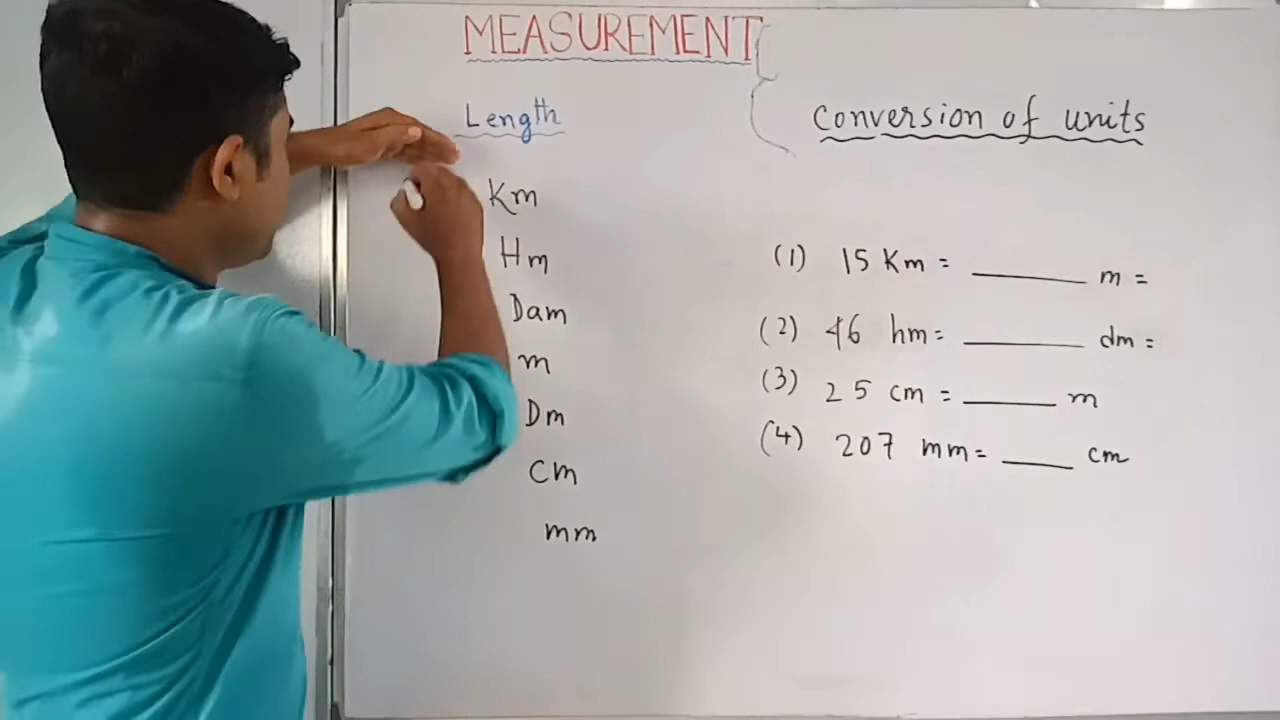 MEASUREMENT
Length
Km
Hm
Dam
m
Dm
Cm
mm
Conversion of units
(1) 15 Km = ______ m =
(2) 46 hm = ______ dm =
(3) 25 cm = ______ m
(4) 207 mm = ____ cm